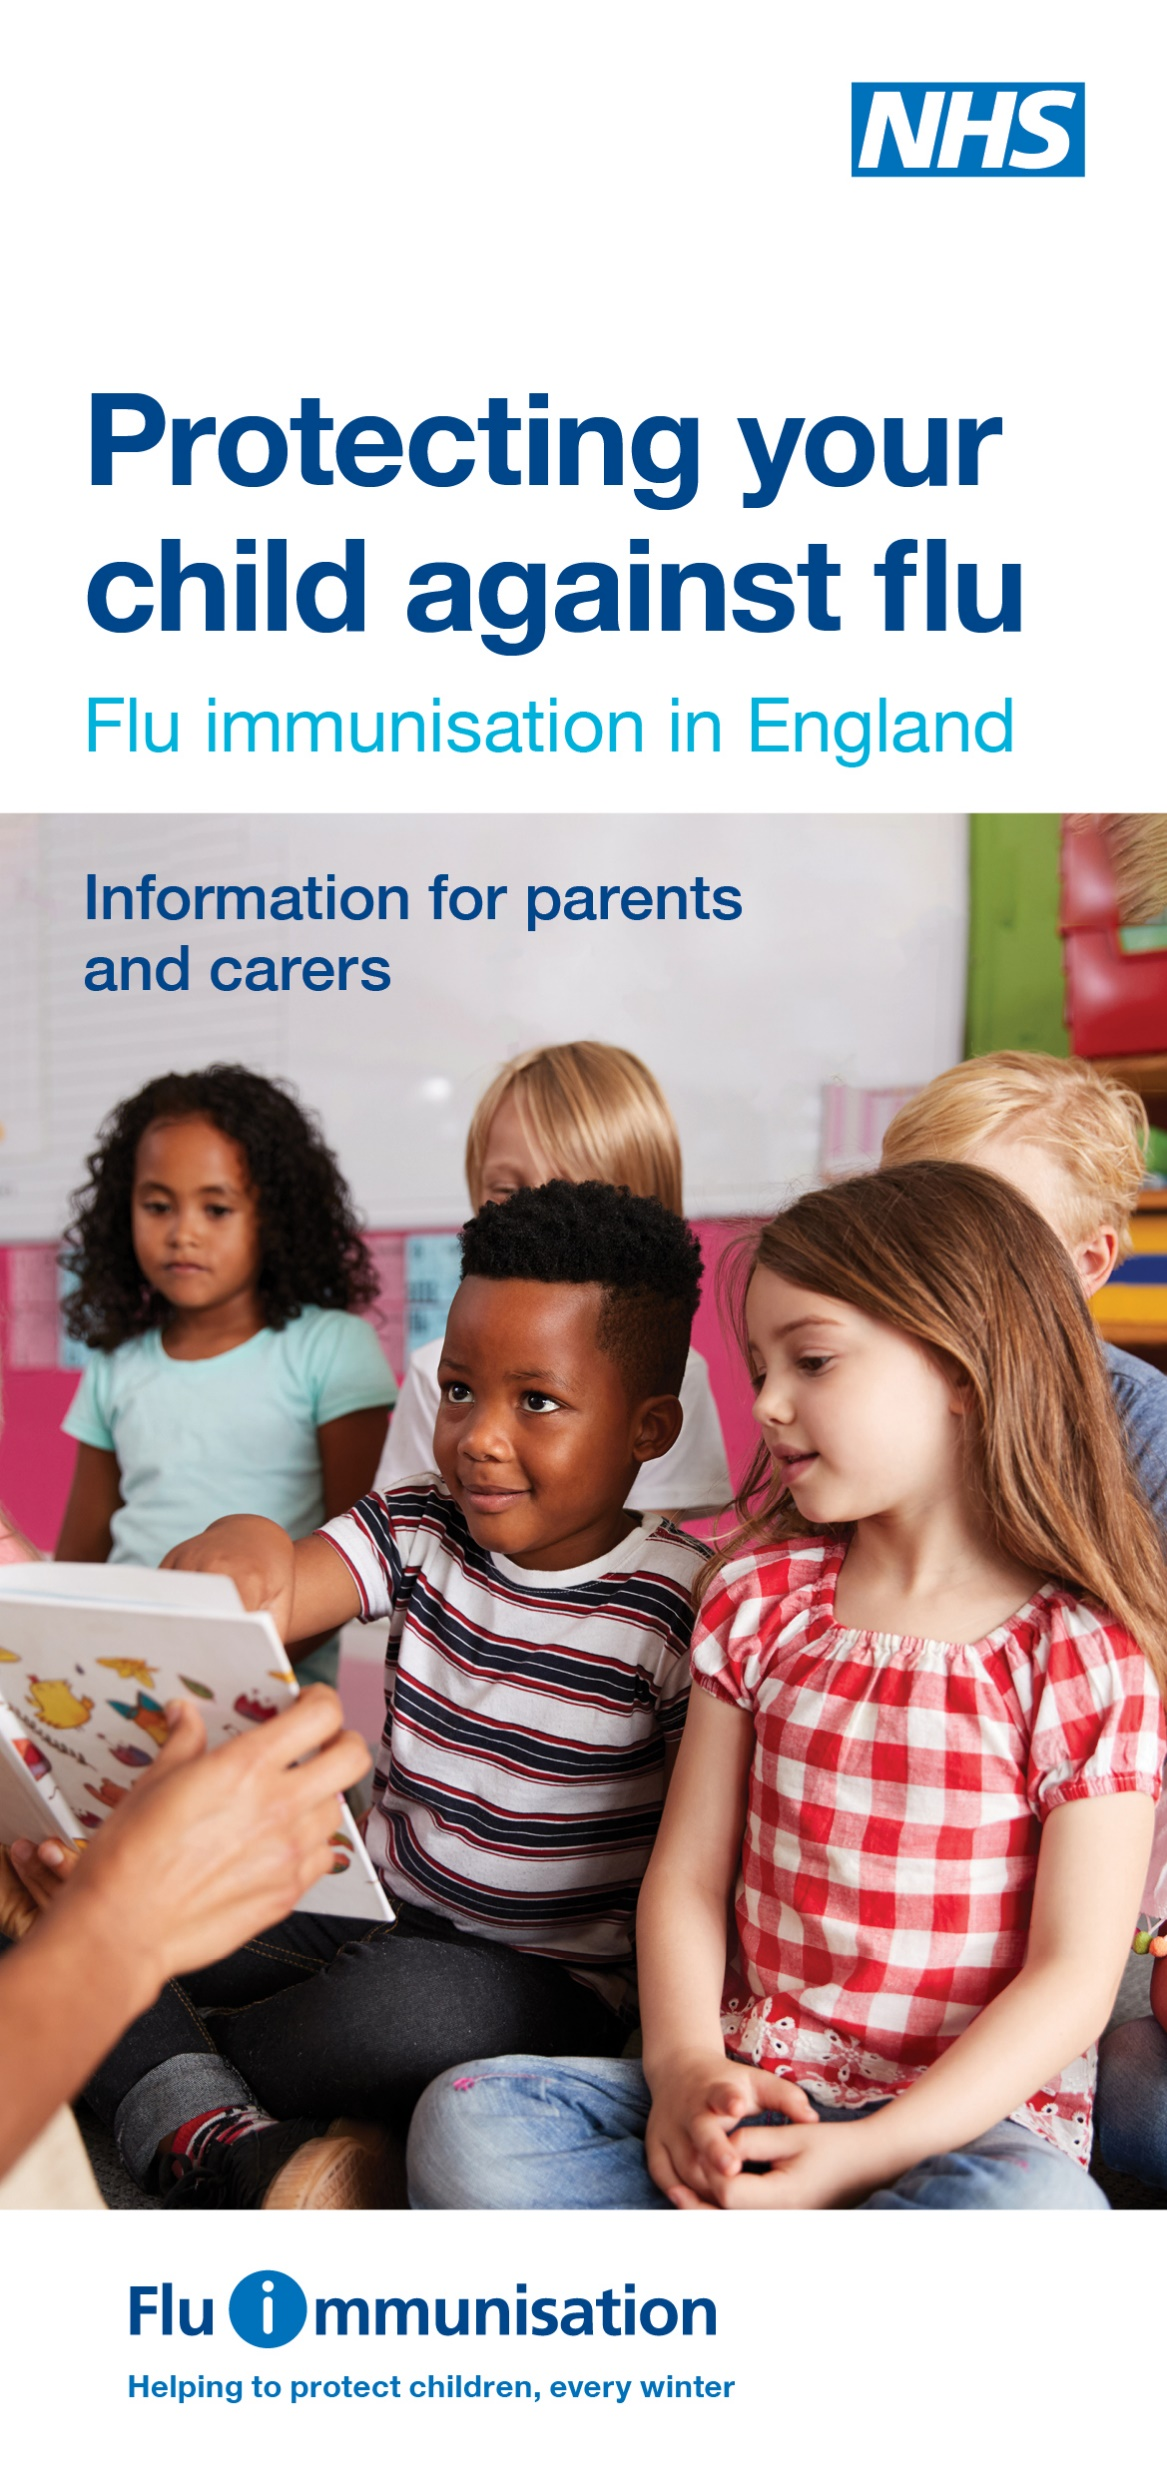 NHS
Protecting your
child against flu
Flu immunisation in England
Information for parents
and carers
Flu immunisation
Helping to protect children, every winter